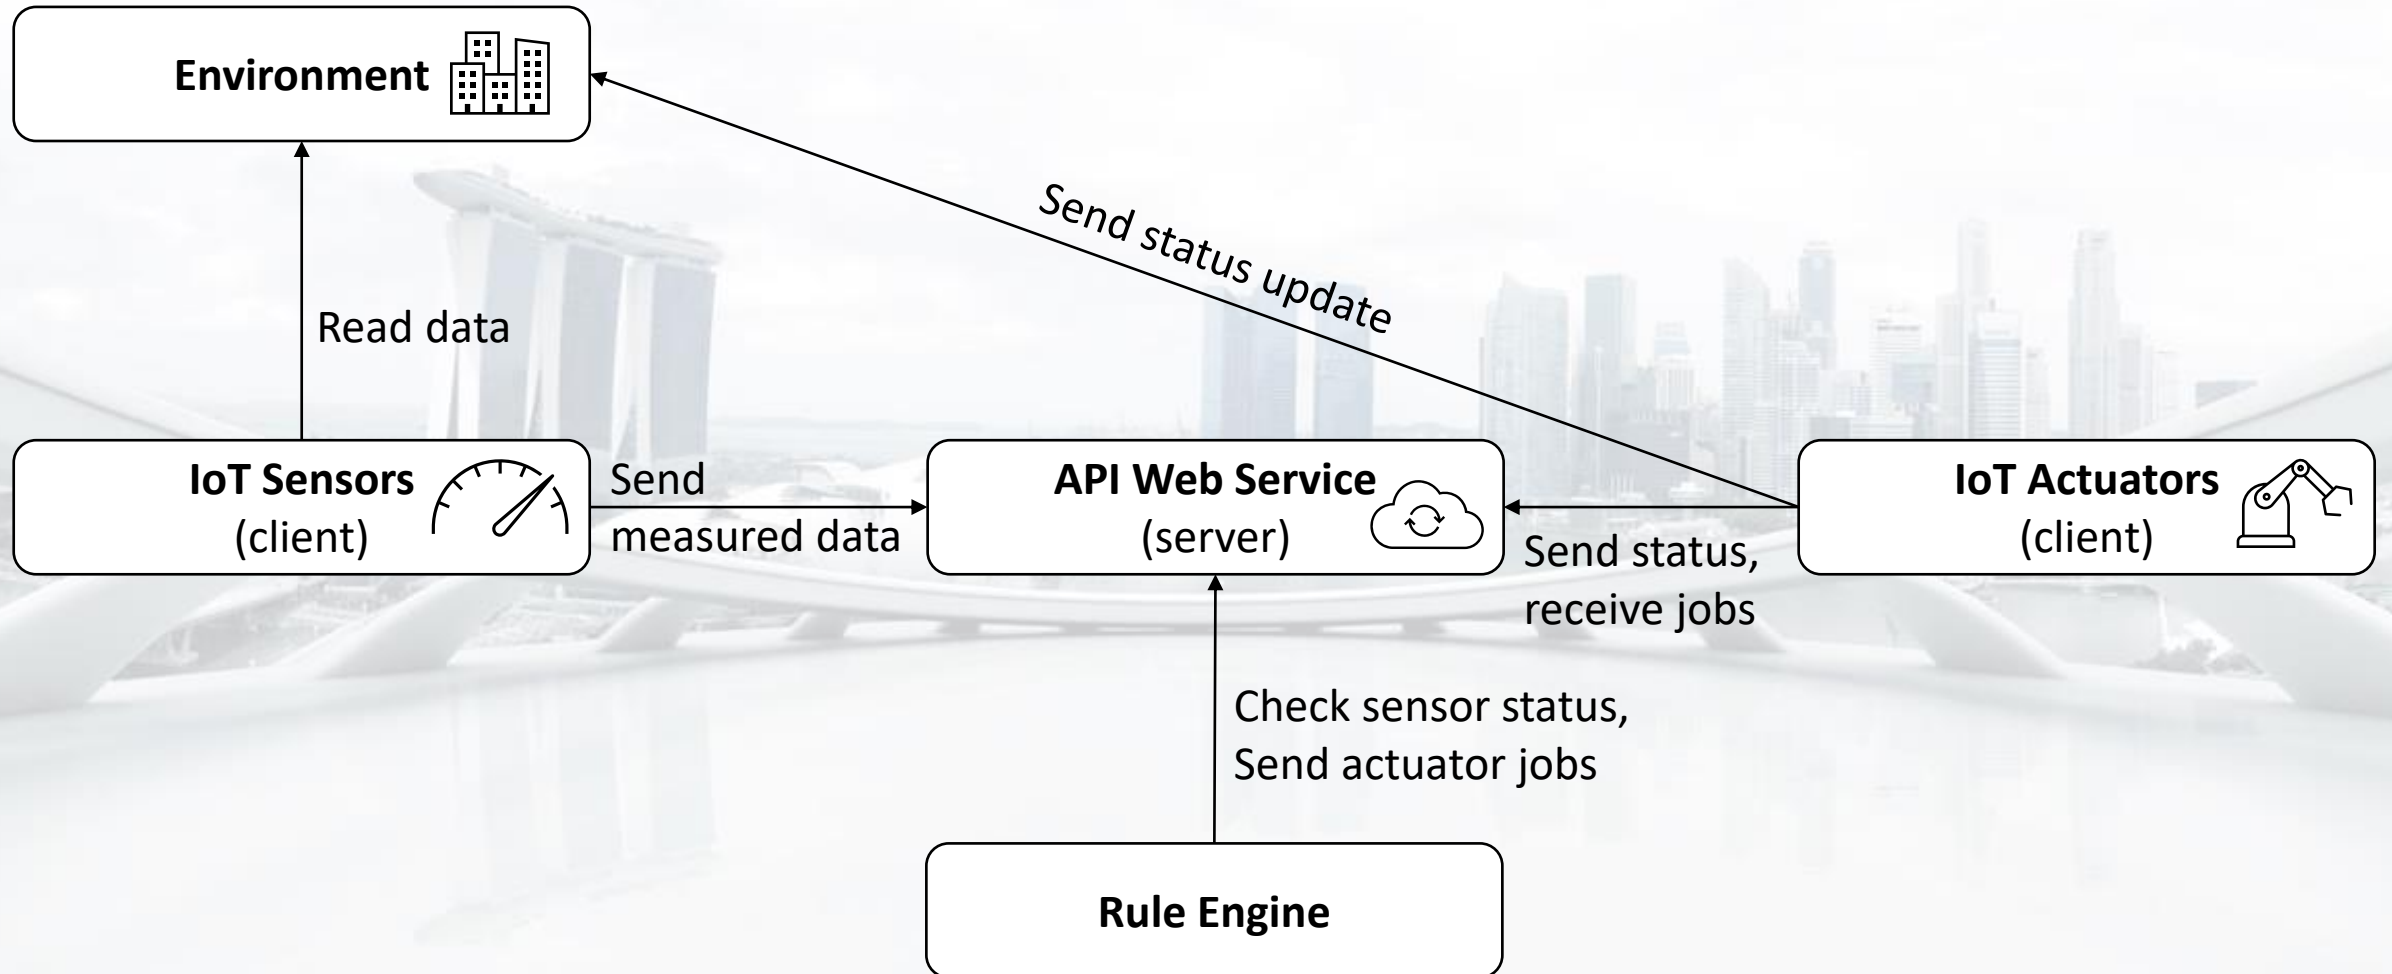 Environment
Send status update
Read data
IoT Sensors
(client)
Send
measured data
API Web Service
(server)
Send status,
receive jobs
IoT Actuators
(client)
Check sensor status,
Send actuator jobs
Rule Engine